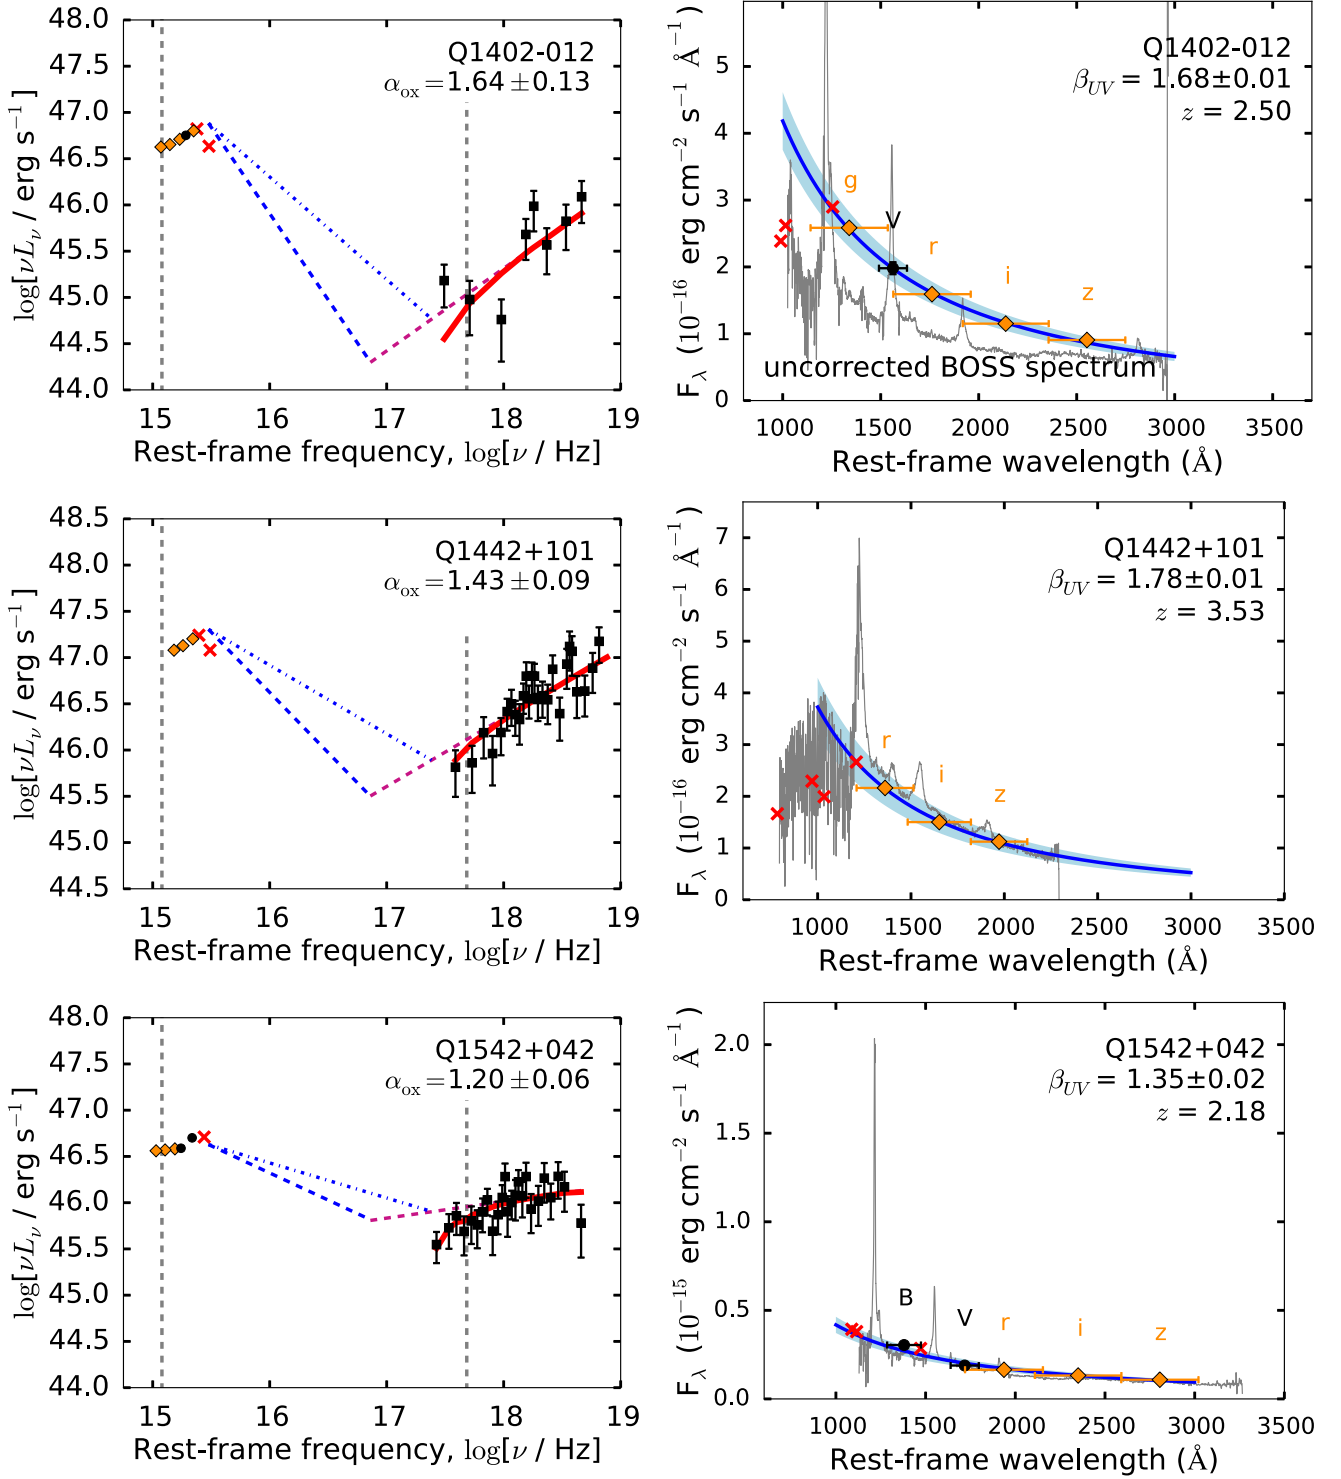 48.0
47.5
47.0
46.5
46.0
45.5
45.0
44.5
44.0
log[νLν / erg s⁻¹]
Q1402-012
αox = 1.64 ± 0.13
15 16 17 18 19
Rest-frame frequency, log[ν / Hz]
5
4
3
2
1
0
F_λ (10⁻¹⁶ erg cm⁻² s⁻¹ Å⁻¹)
Q1402-012
β_UV = 1.68±0.01
z = 2.50
g
V
r
i
z
uncorrected BOSS spectrum
1000 1500 2000 2500 3000 3500
Rest-frame wavelength (Å)
48.5
48.0
47.5
47.0
46.5
46.0
45.5
45.0
44.5
log[νLν / erg s⁻¹]
Q1442+101
αox = 1.43 ± 0.09
15 16 17 18 19
Rest-frame frequency, log[ν / Hz]
7
6
5
4
3
2
1
0
F_λ (10⁻¹⁶ erg cm⁻² s⁻¹ Å⁻¹)
Q1442+101
β_UV = 1.78±0.01
z = 3.53
r
i
z
1000 1500 2000 2500 3000 3500
Rest-frame wavelength (Å)
48.0
47.5
47.0
46.5
46.0
45.5
45.0
44.5
44.0
log[νLν / erg s⁻¹]
Q1542+042
αox = 1.20 ± 0.06
15 16 17 18 19
Rest-frame frequency, log[ν / Hz]
2.0
1.5
1.0
0.5
0.0
F_λ (10⁻¹⁵ erg cm⁻² s⁻¹ Å⁻¹)
Q1542+042
β_UV = 1.35±0.02
z = 2.18
B
V
r
i
z
1000 1500 2000 2500 3000 3500
Rest-frame wavelength (Å)